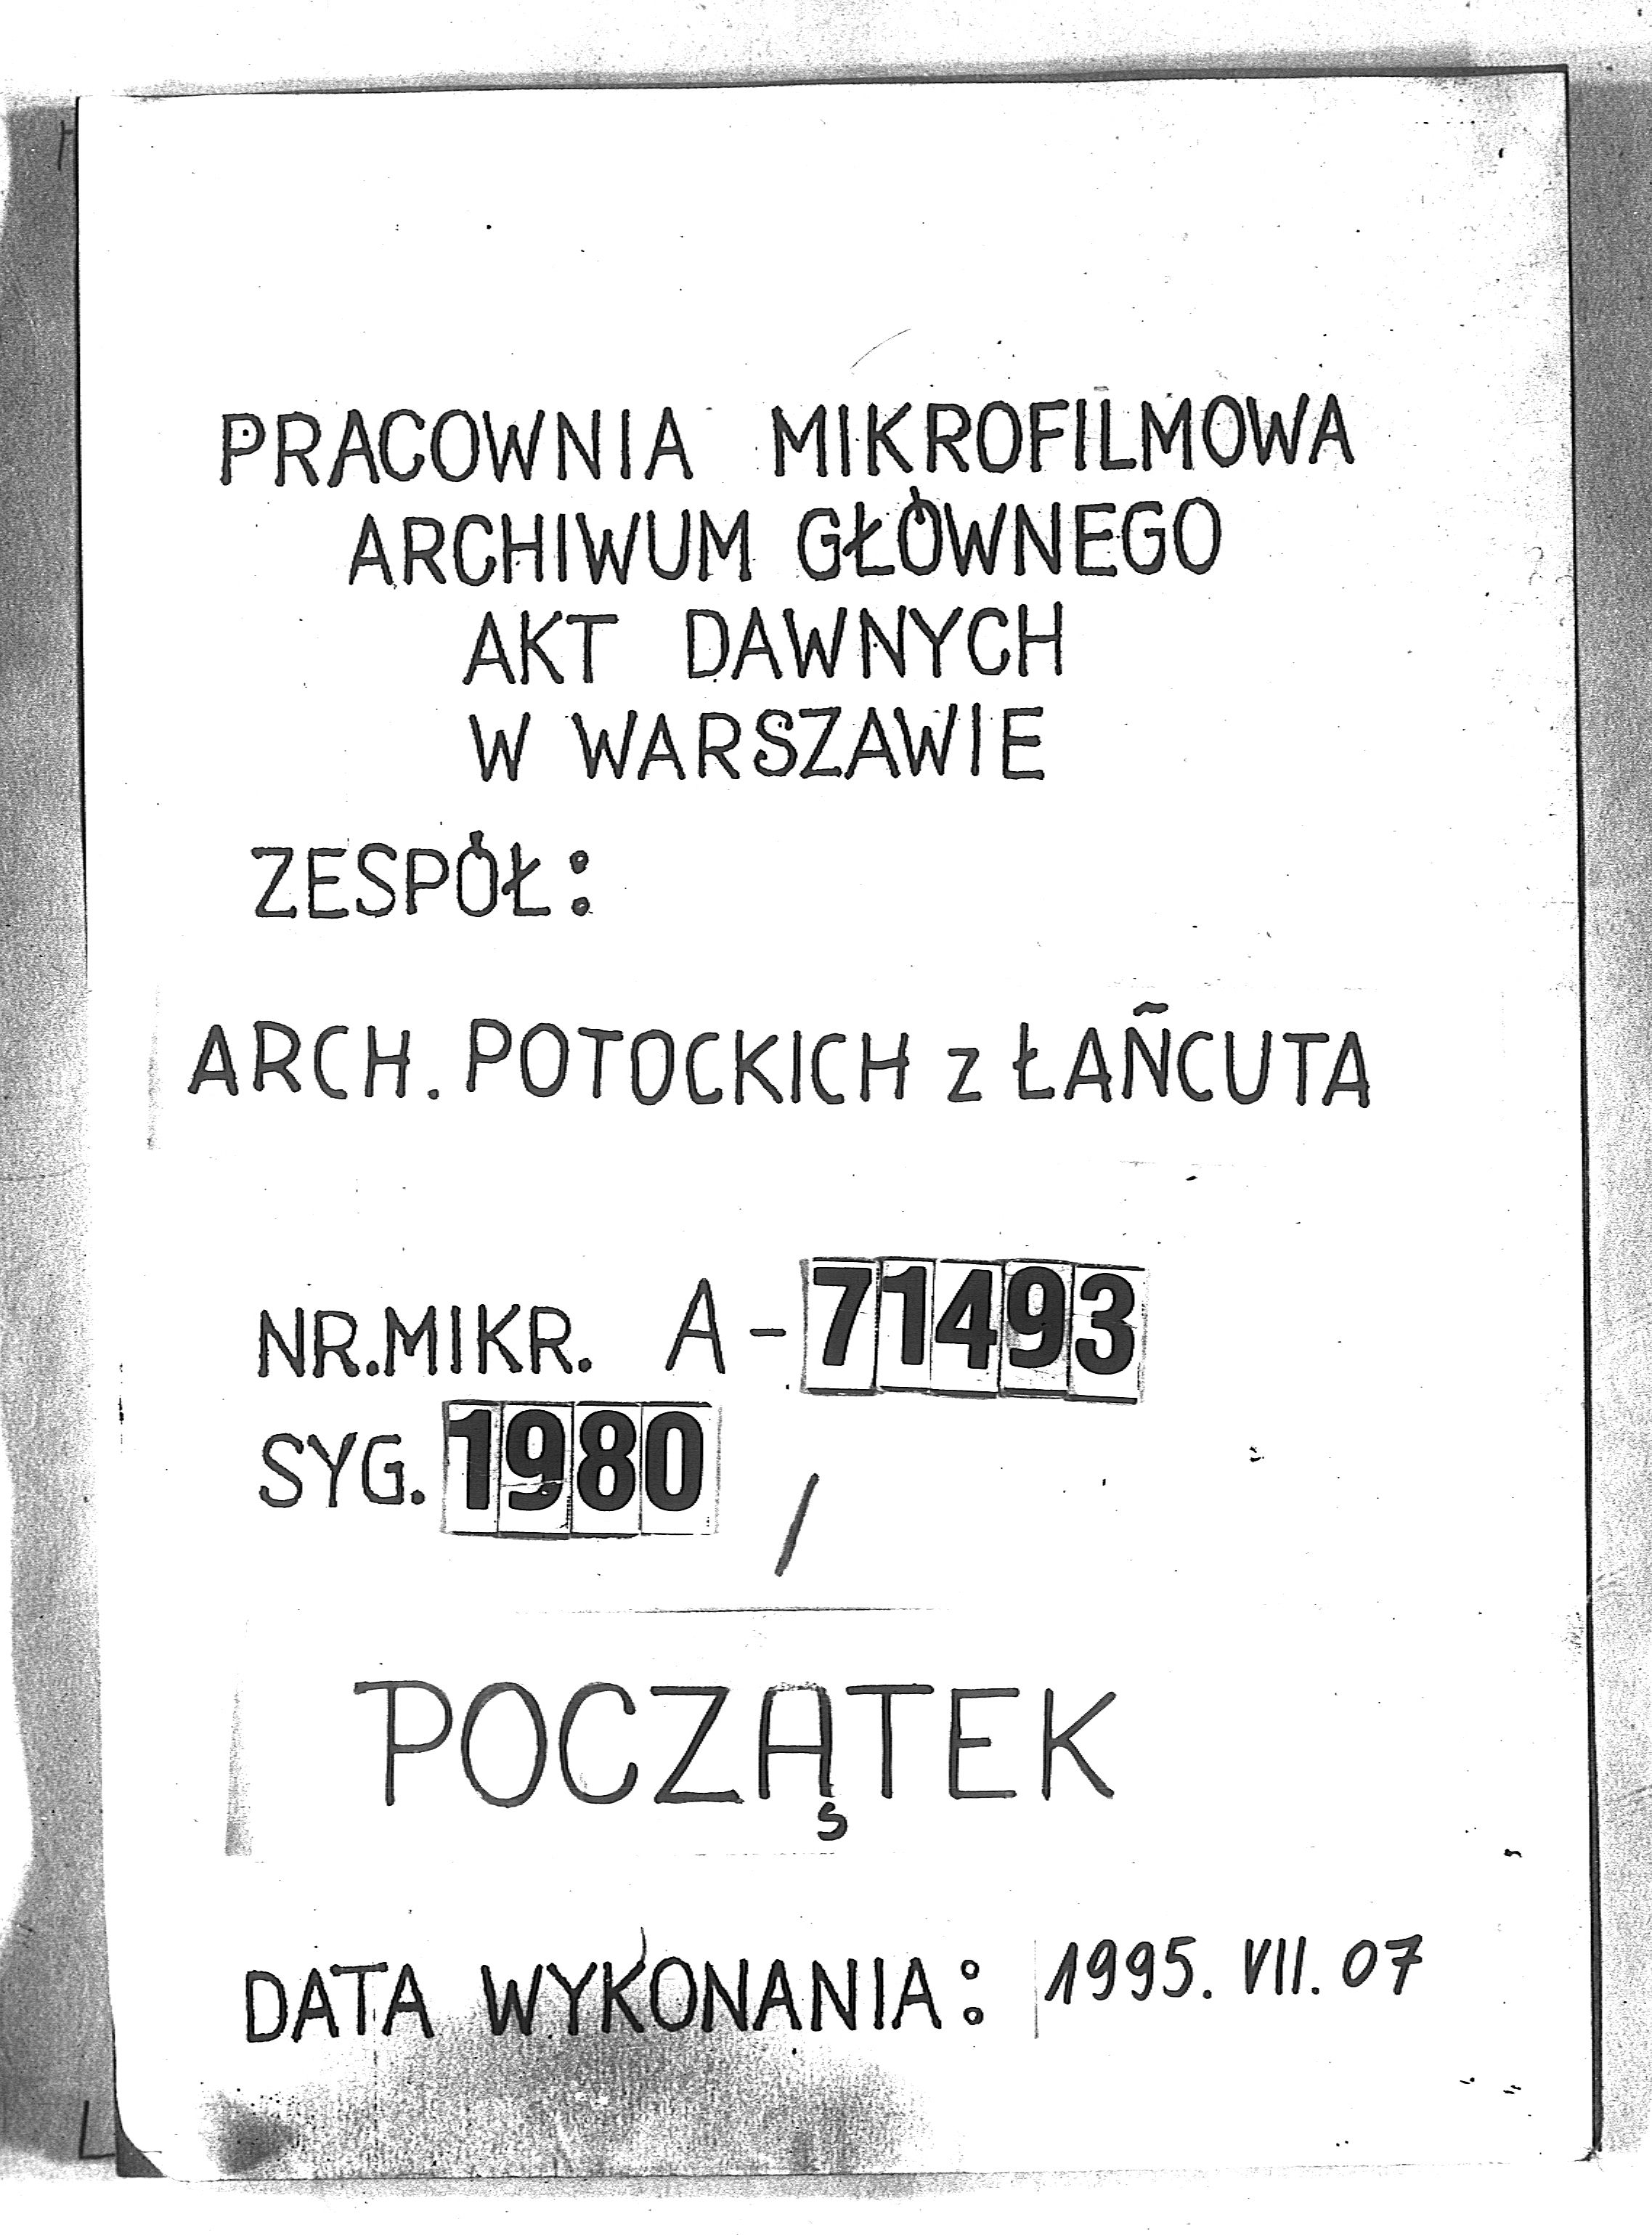 PRACOWNIA MIKROFILMOWA
ARCHIWUM GŁÓWNEGO
AKT DAWNYCH
W WARSZAWIE
ZESPÓŁ:
ARCH. POTOCKICH z ŁAŃCUTA
NR.MIKR. A-71493
SYG. 1980 /
POCZĄTEK
DATA WYKONANIA: 1995. VII. 07